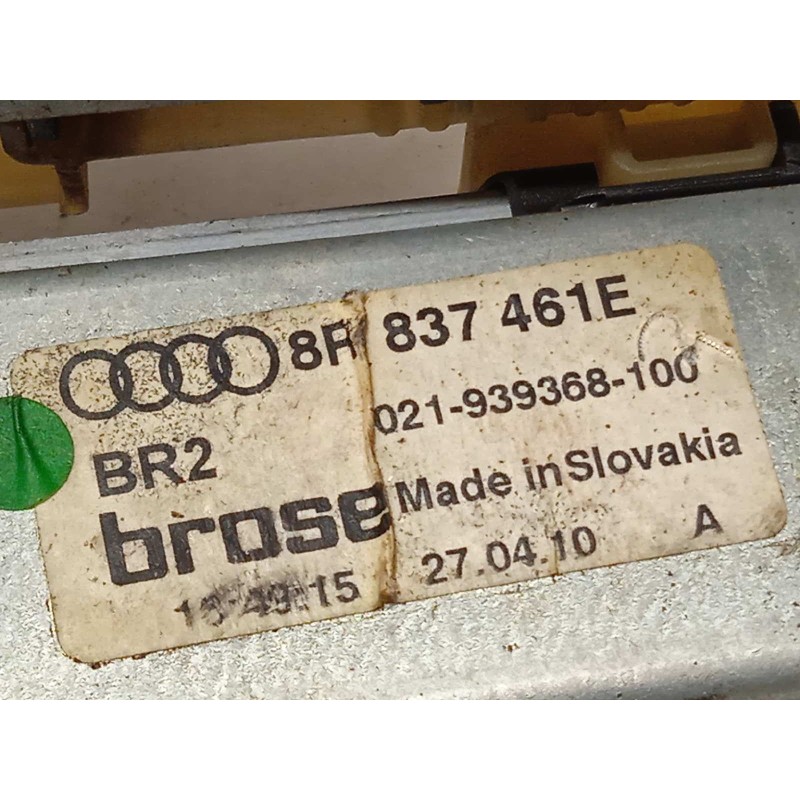 8R 837 461E
021-939368-100
BR2
Made in Slovakia
brose
27.04.10 A